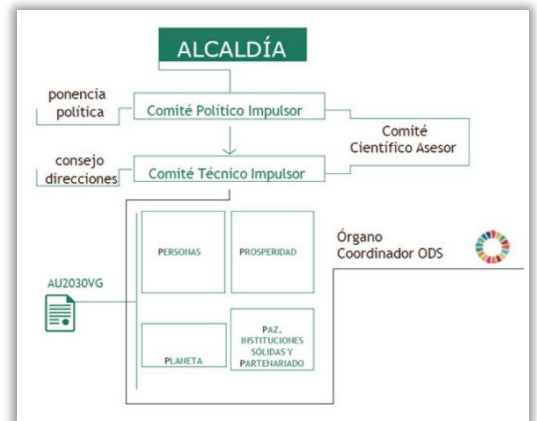 ALCALDÍA
ponencia
política
Comité Político Impulsor
Comité
Científico Asesor
consejo
direcciones
Comité Técnico Impulsor
PERSONAS
PROSPERIDAD
Órgano
Coordinador ODS
AU2030VG
PLANETA
PAZ,
INSTITUCIONES
SÓLIDAS Y
PARTENARIADO